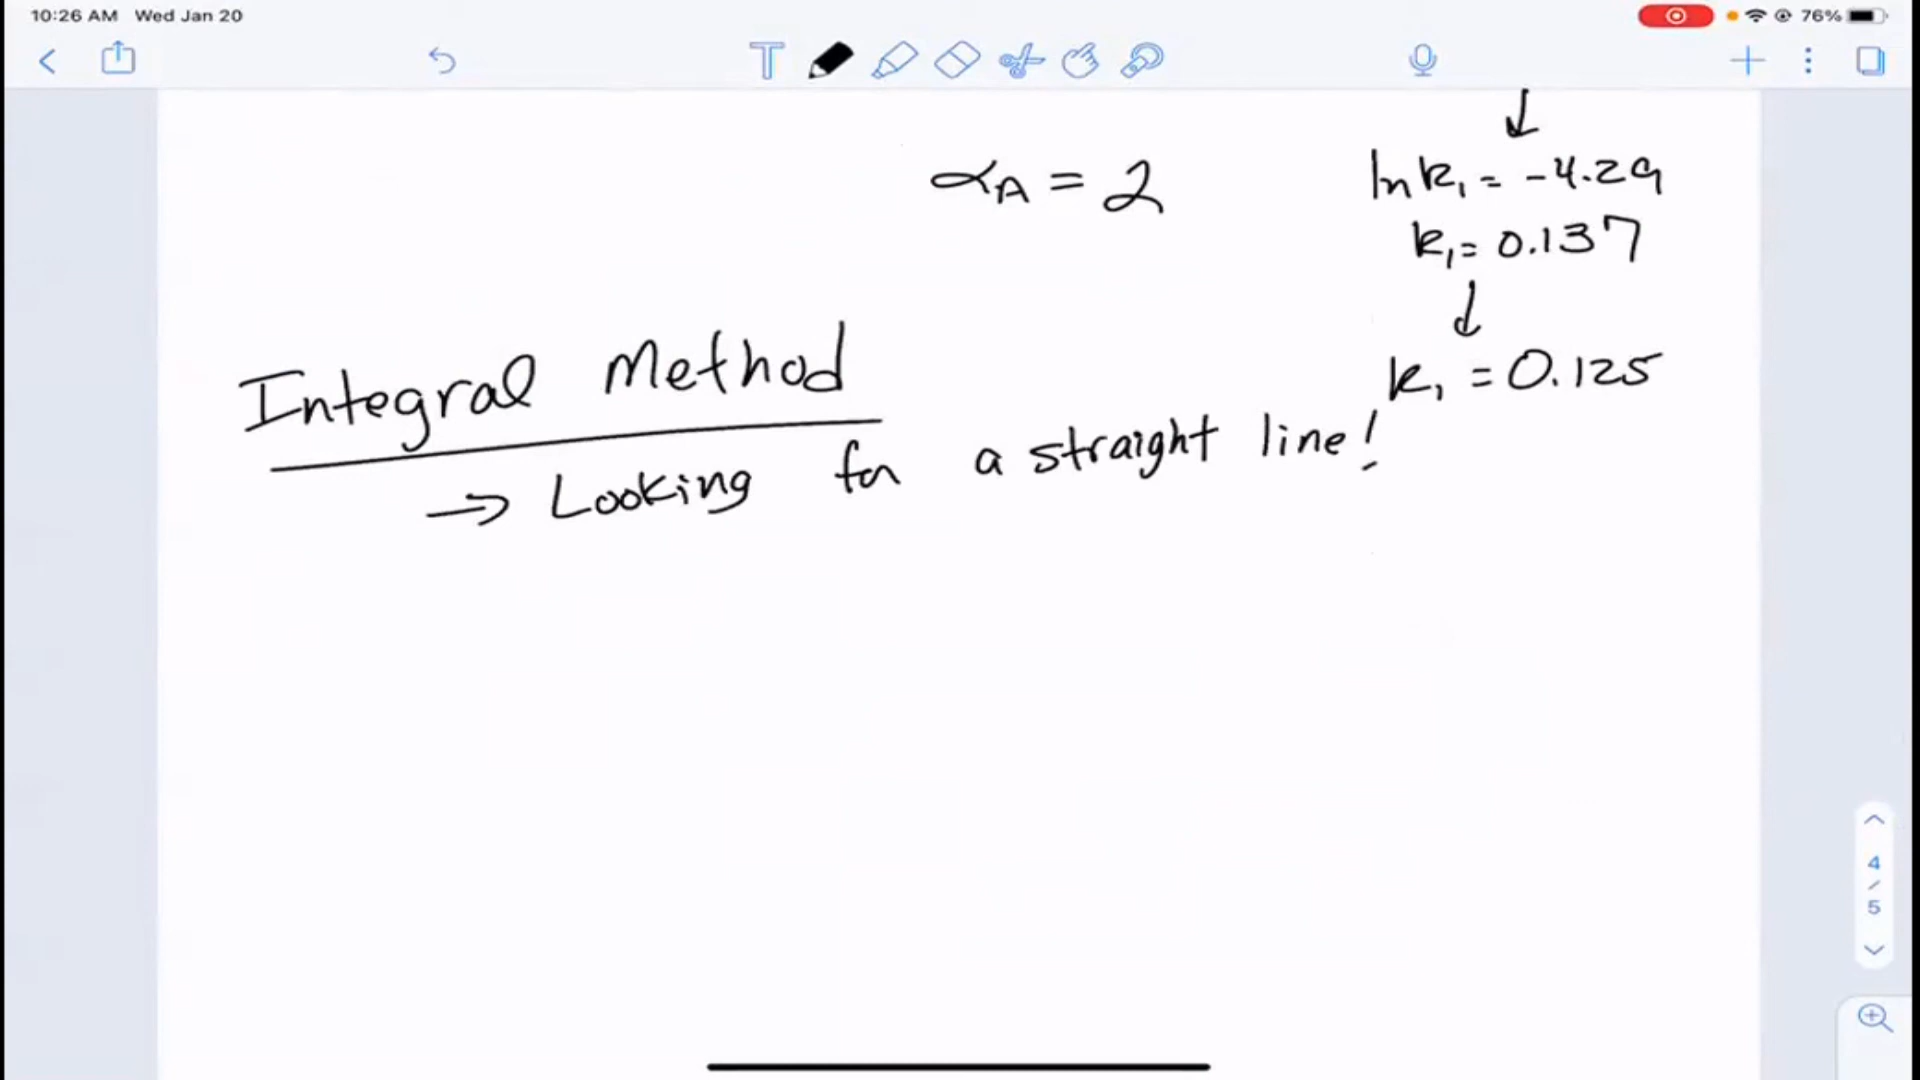 10:26 AM Wed Jan 20
76%
αA = 2
ln k₁ = -4.29
k₁ = 0.137
k₁ = 0.125
Integral Method
→ Looking for a straight line!
4
/
5